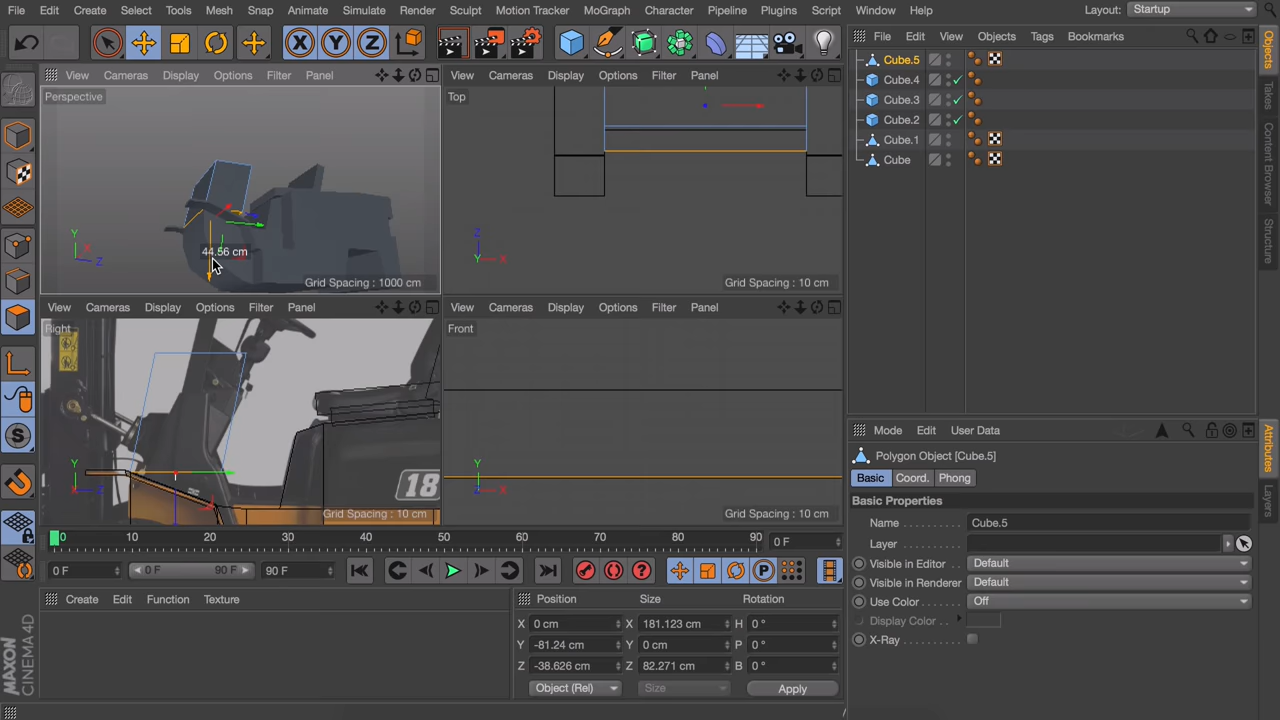 File Edit Create Select Tools Mesh Snap Animate Simulate Render Sculpt Motion Tracker MoGraph Character Pipeline Plugins Script Window Help Layout: Startup
File Edit View Objects Tags Bookmarks
View Cameras Display Options Filter Panel
View Cameras Display Options Filter Panel
Perspective
Top
Cube.5
Cube.4
Cube.3
Cube.2
Cube.1
Cube
44.56 cm
Y X Z
Z Y X
Grid Spacing : 1000 cm
Grid Spacing : 10 cm
View Cameras Display Options Filter Panel
View Cameras Display Options Filter Panel
Right
Front
18
Y X Z
Y Z X
Grid Spacing : 10 cm
Grid Spacing : 10 cm
Objects
Takes
Content Browser
Structure
Attributes
Layers
Mode Edit User Data
Polygon Object [Cube.5]
Basic Coord. Phong
Basic Properties
Name Cube.5
Layer
Visible in Editor Default
Visible in Renderer Default
Use Color Off
Display Color
X-Ray
0 10 20 30 40 50 60 70 80 90 0 F
0 F 0 F 90 F 90 F
Create Edit Function Texture
Position Size Rotation
X 0 cm X 181.123 cm H 0 °
Y -81.24 cm Y 0 cm P 0 °
Z -38.626 cm Z 82.271 cm B 0 °
Object (Rel) Size Apply
MAXON
CINEMA 4D